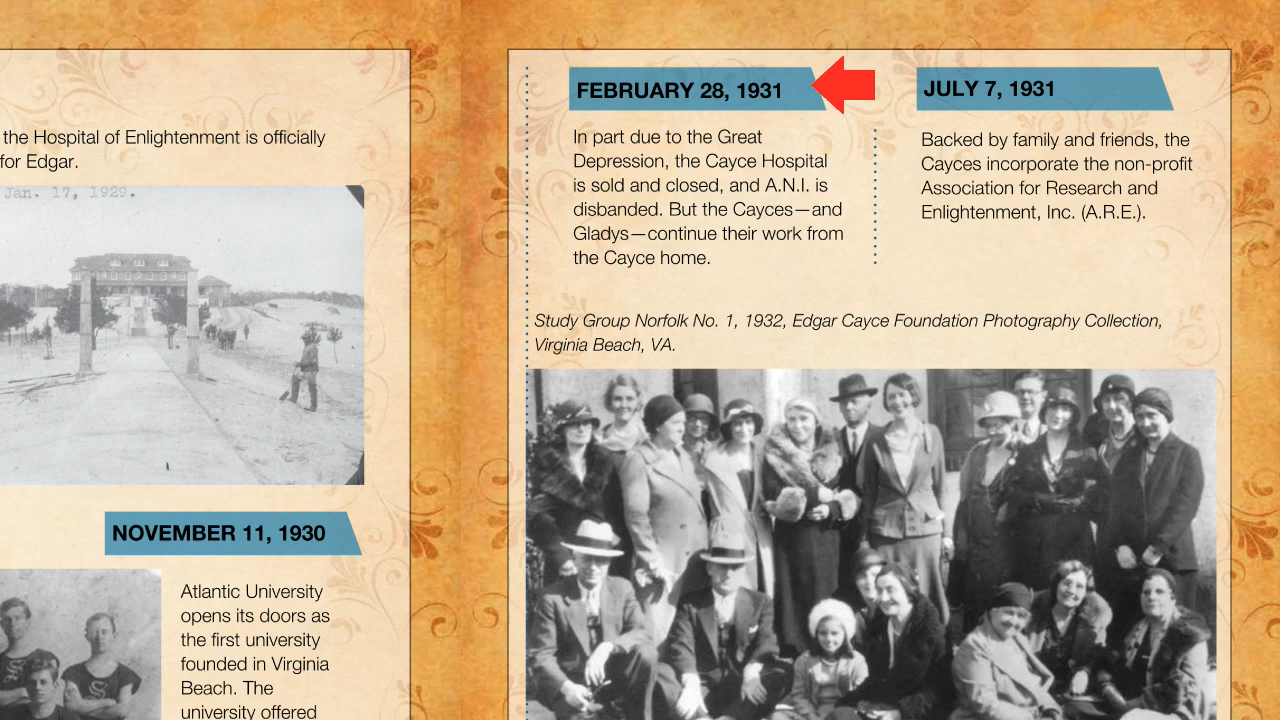 the Hospital of Enlightenment is officially
for Edgar.
Jan. 17, 1929.
NOVEMBER 11, 1930
Atlantic University
opens its doors as
the first university
founded in Virginia
Beach. The
university offered
FEBRUARY 28, 1931
In part due to the Great
Depression, the Cayce Hospital
is sold and closed, and A.N.I. is
disbanded. But the Cayces—and
Gladys—continue their work from
the Cayce home.
JULY 7, 1931
Backed by family and friends, the
Cayces incorporate the non-profit
Association for Research and
Enlightenment, Inc. (A.R.E.).
Study Group Norfolk No. 1, 1932, Edgar Cayce Foundation Photography Collection,
Virginia Beach, VA.